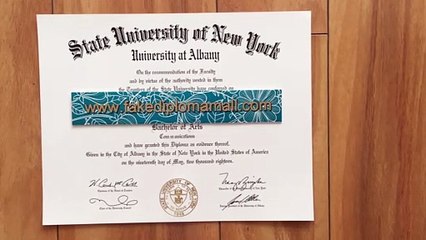 State University of New York
University at Albany
On the recommendation of the Faculty
and by virtue of the authority vested in them
the Trustees of the State University have conferred on
www.fakediplomamall.com
Bachelor of Arts
Communications
and have granted this Diploma as evidence thereof.
Given in the City of Albany in the State of New York in the United States of America
on the nineteenth day of May, two thousand eighteen.